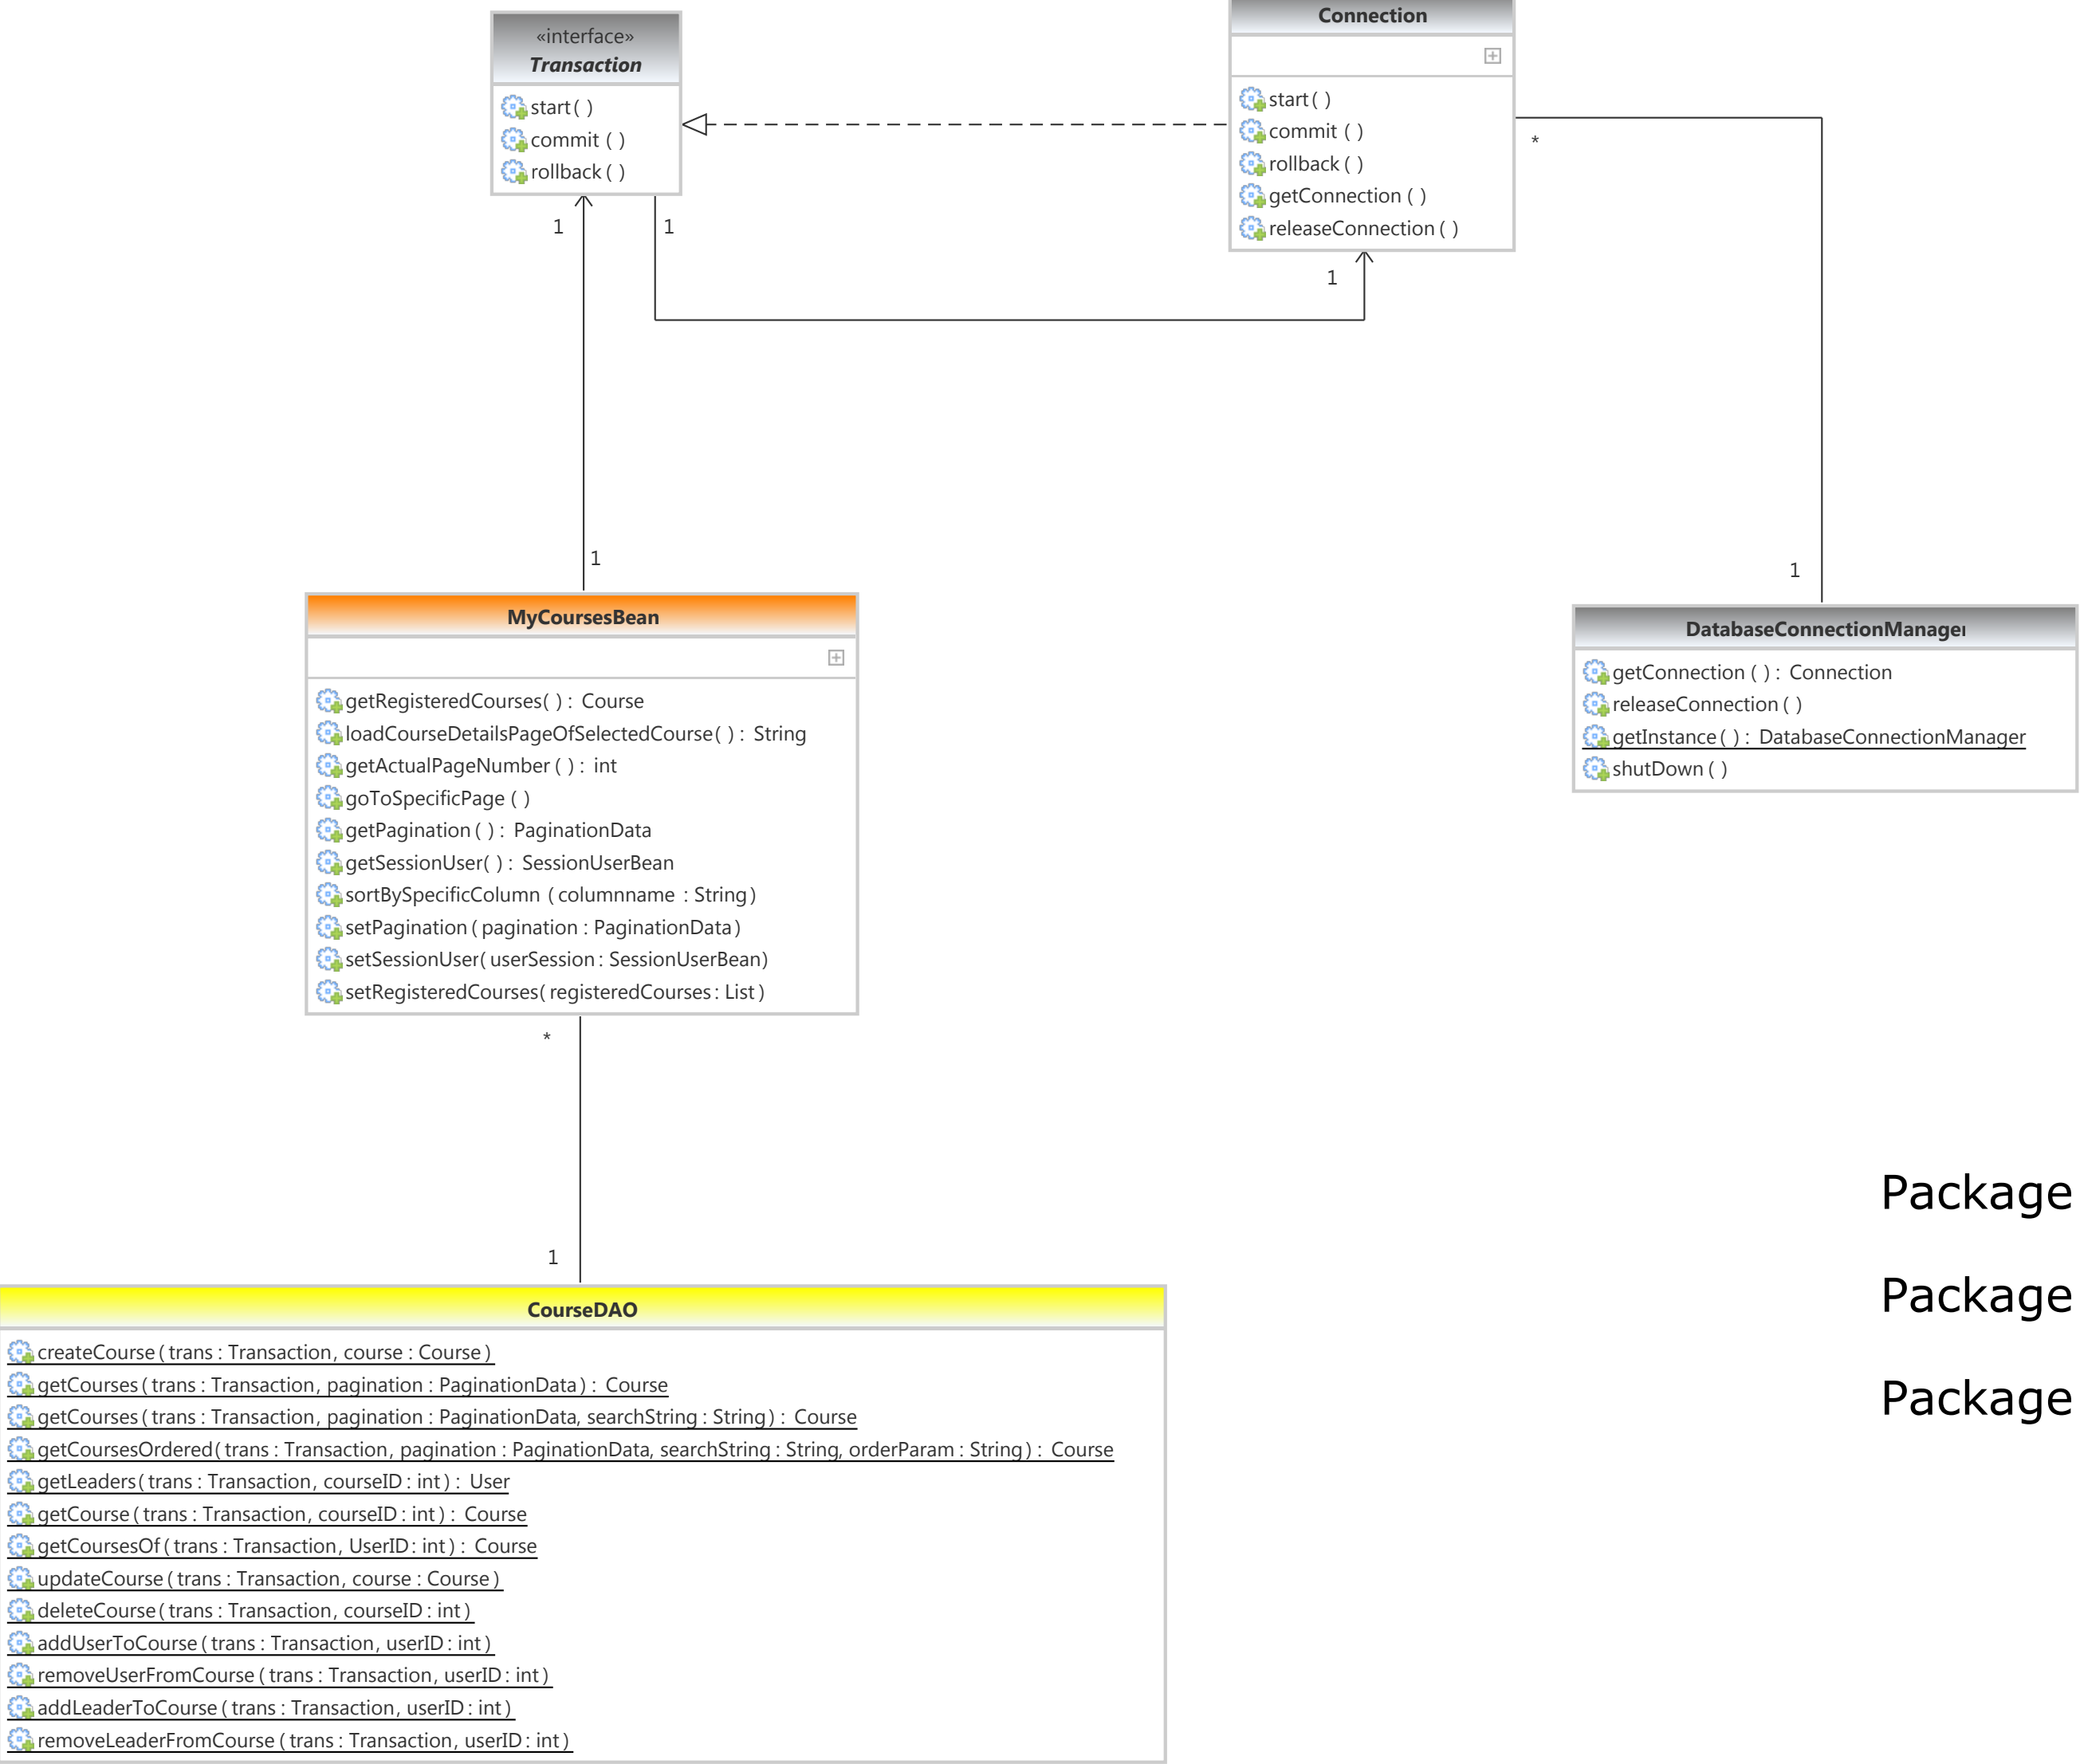 «interface»
Transaction
start( )
commit ( )
rollback ( )
Connection
start( )
commit ( )
rollback ( )
getConnection ( )
releaseConnection ( )
*
1
1
1
1
1
MyCoursesBean
getRegisteredCourses( ) : Course
loadCourseDetailsPageOfSelectedCourse( ) : String
getActualPageNumber ( ) : int
goToSpecificPage ( )
getPagination ( ) : PaginationData
getSessionUser( ) : SessionUserBean
sortBySpecificColumn (columnname : String)
setPagination ( pagination : PaginationData)
setSessionUser( userSession : SessionUserBean)
setRegisteredCourses( registeredCourses : List )
DatabaseConnectionManager
getConnection ( ) : Connection
releaseConnection ( )
getInstance( ) : DatabaseConnectionManager
shutDown ( )
*
1
Package
Package
Package
CourseDAO
createCourse ( trans : Transaction, course : Course )
getCourses ( trans : Transaction, pagination : PaginationData ) : Course
getCourses ( trans : Transaction, pagination : PaginationData, searchString : String ) : Course
getCoursesOrdered( trans : Transaction, pagination : PaginationData, searchString : String, orderParam : String ) : Course
getLeaders ( trans : Transaction, courseID : int ) : User
getCourse ( trans : Transaction, courseID : int ) : Course
getCoursesOf ( trans : Transaction, UserID : int ) : Course
updateCourse ( trans : Transaction, course : Course )
deleteCourse ( trans : Transaction, courseID : int )
addUserToCourse ( trans : Transaction, userID : int )
removeUserFromCourse ( trans : Transaction, userID : int )
addLeaderToCourse ( trans : Transaction, userID : int )
removeLeaderFromCourse ( trans : Transaction, userID : int )